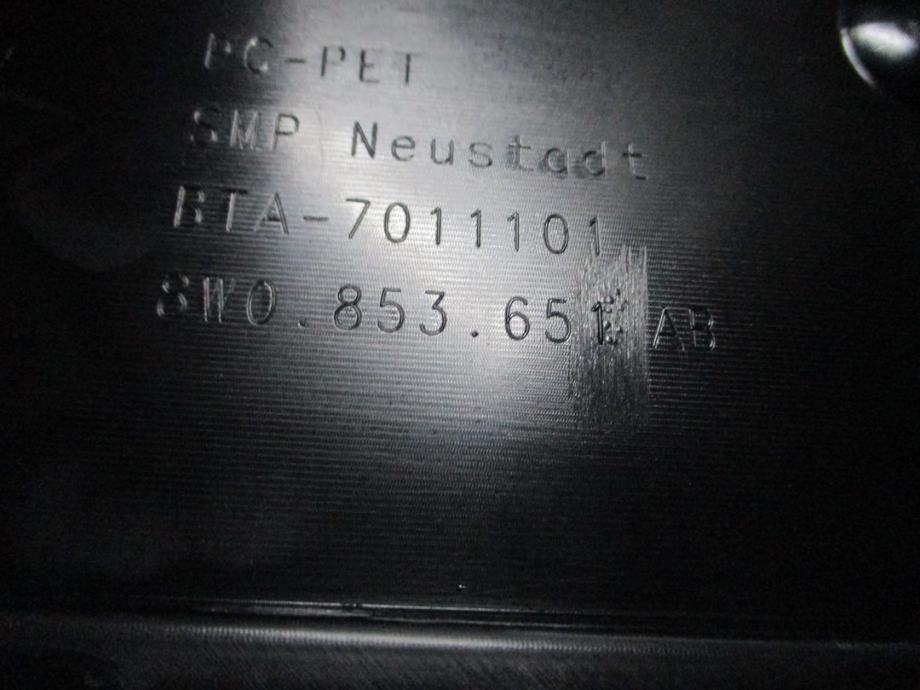 PC-PET
SMP Neustadt
RTA-7011101
8W0.853.651 AB